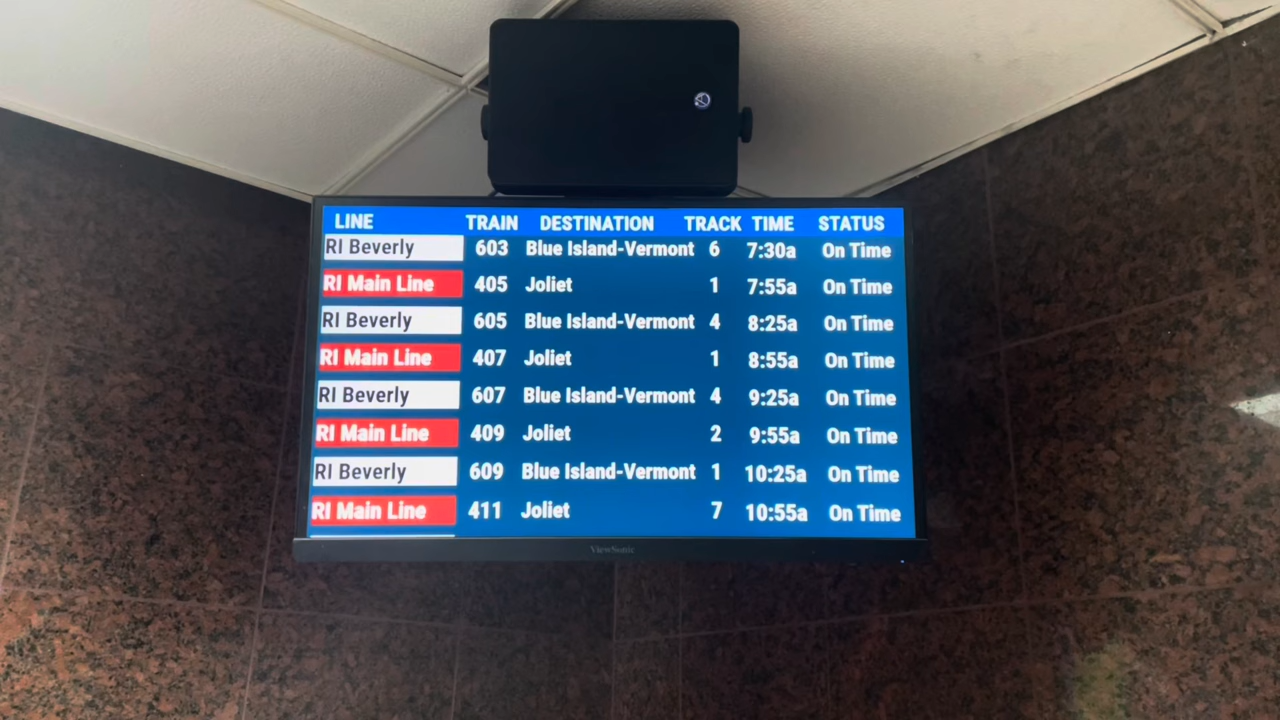 LINE TRAIN DESTINATION TRACK TIME STATUS
RI Beverly 603 Blue Island-Vermont 6 7:30a On Time
RI Main Line 405 Joliet 1 7:55a On Time
RI Beverly 605 Blue Island-Vermont 4 8:25a On Time
RI Main Line 407 Joliet 1 8:55a On Time
RI Beverly 607 Blue Island-Vermont 4 9:25a On Time
RI Main Line 409 Joliet 2 9:55a On Time
RI Beverly 609 Blue Island-Vermont 1 10:25a On Time
RI Main Line 411 Joliet 7 10:55a On Time
ViewSonic